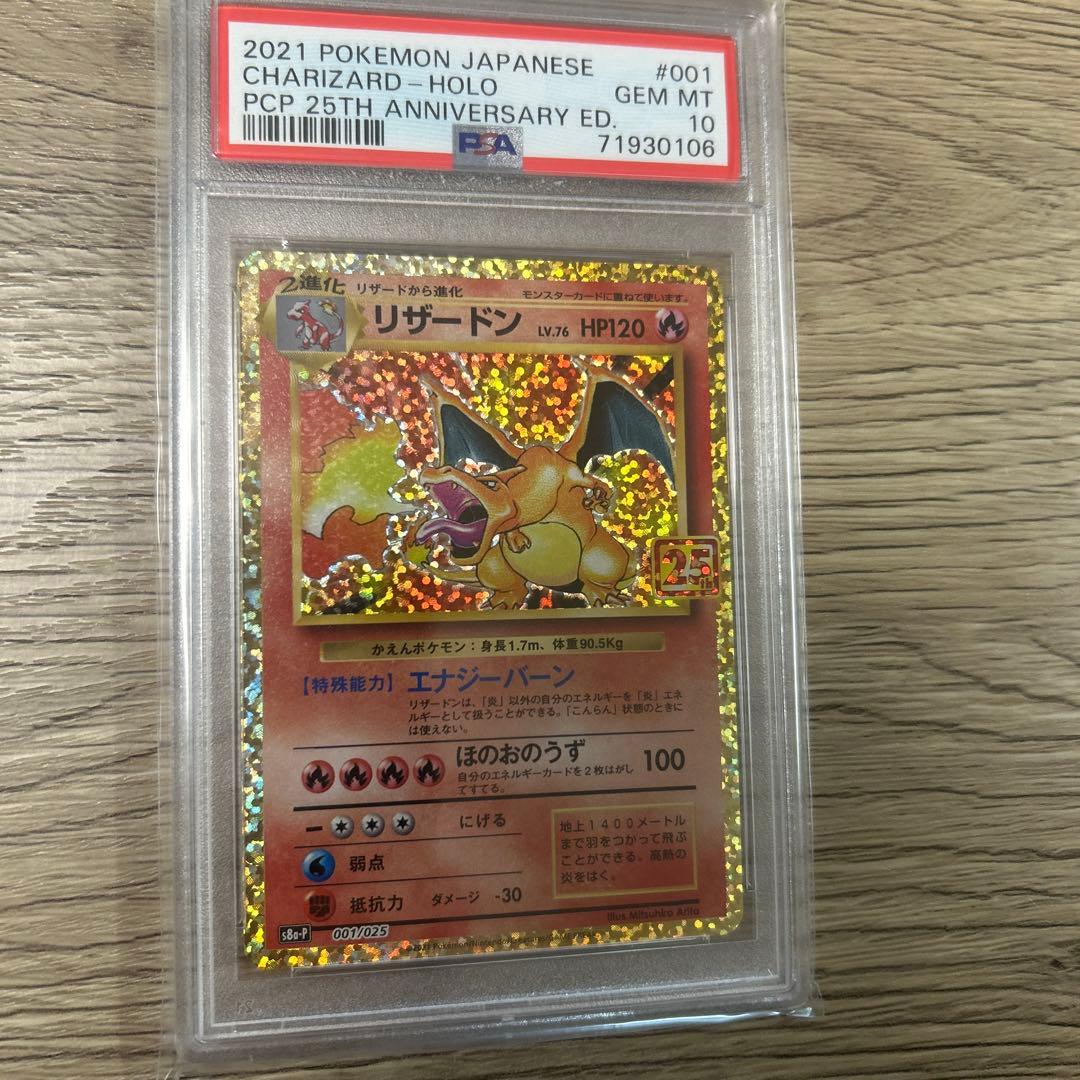 2021 POKEMON JAPANESE #001
CHARIZARD-HOLO GEM MT
PCP 25TH ANNIVERSARY ED. 10
PSA 71930106
2進化 リザードから進化 モンスターカードに重ねて使います。
リザードン LV.76 HP120
25th
かえんポケモン：身長1.7m、体重90.5Kg
【特殊能力】エナジーバーン
リザードンは、「炎」以外の自分のエネルギーを「炎」エネ
ルギーとして扱うことができる。「こんらん」状態のときに
は使えない。
ほのおのうず 100
自分のエネルギーカードを2枚はがし
てすてる。
ー にげる
弱点
抵抗力 ダメージ -30
地上1400メートル
まで羽をつかって飛ぶ
ことができる。高熱の
炎をはく。
Illus.Mitsuhiro Arita
s8a-P 001/025
©2021 Pokémon/Nintendo/Creatures